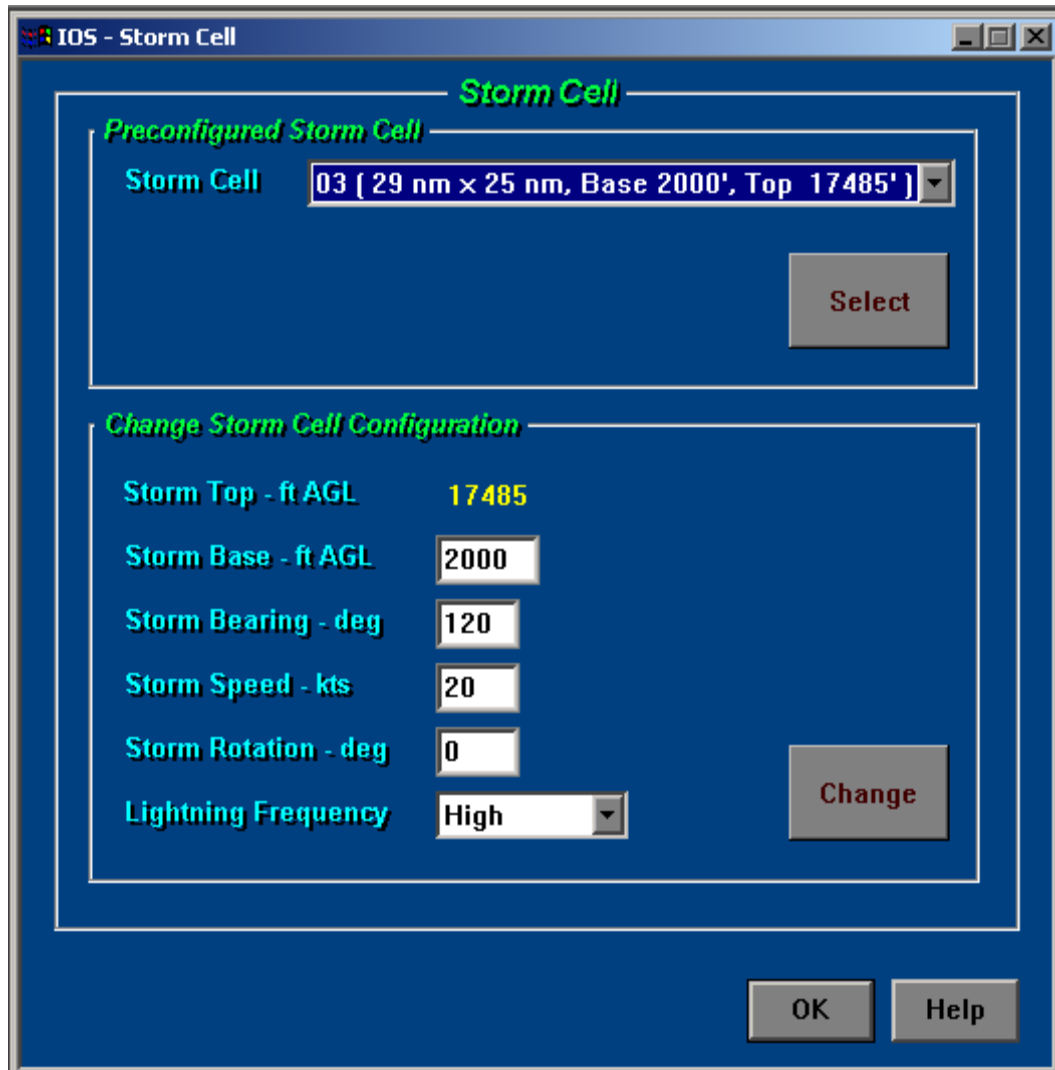 IOS - Storm Cell
Storm Cell
Preconfigured Storm Cell
Storm Cell 03 ( 29 nm × 25 nm, Base 2000', Top 17485' )
Select
Change Storm Cell Configuration
Storm Top - ft AGL 17485
Storm Base - ft AGL 2000
Storm Bearing - deg 120
Storm Speed - kts 20
Storm Rotation - deg 0
Lightning Frequency High
Change
OK Help